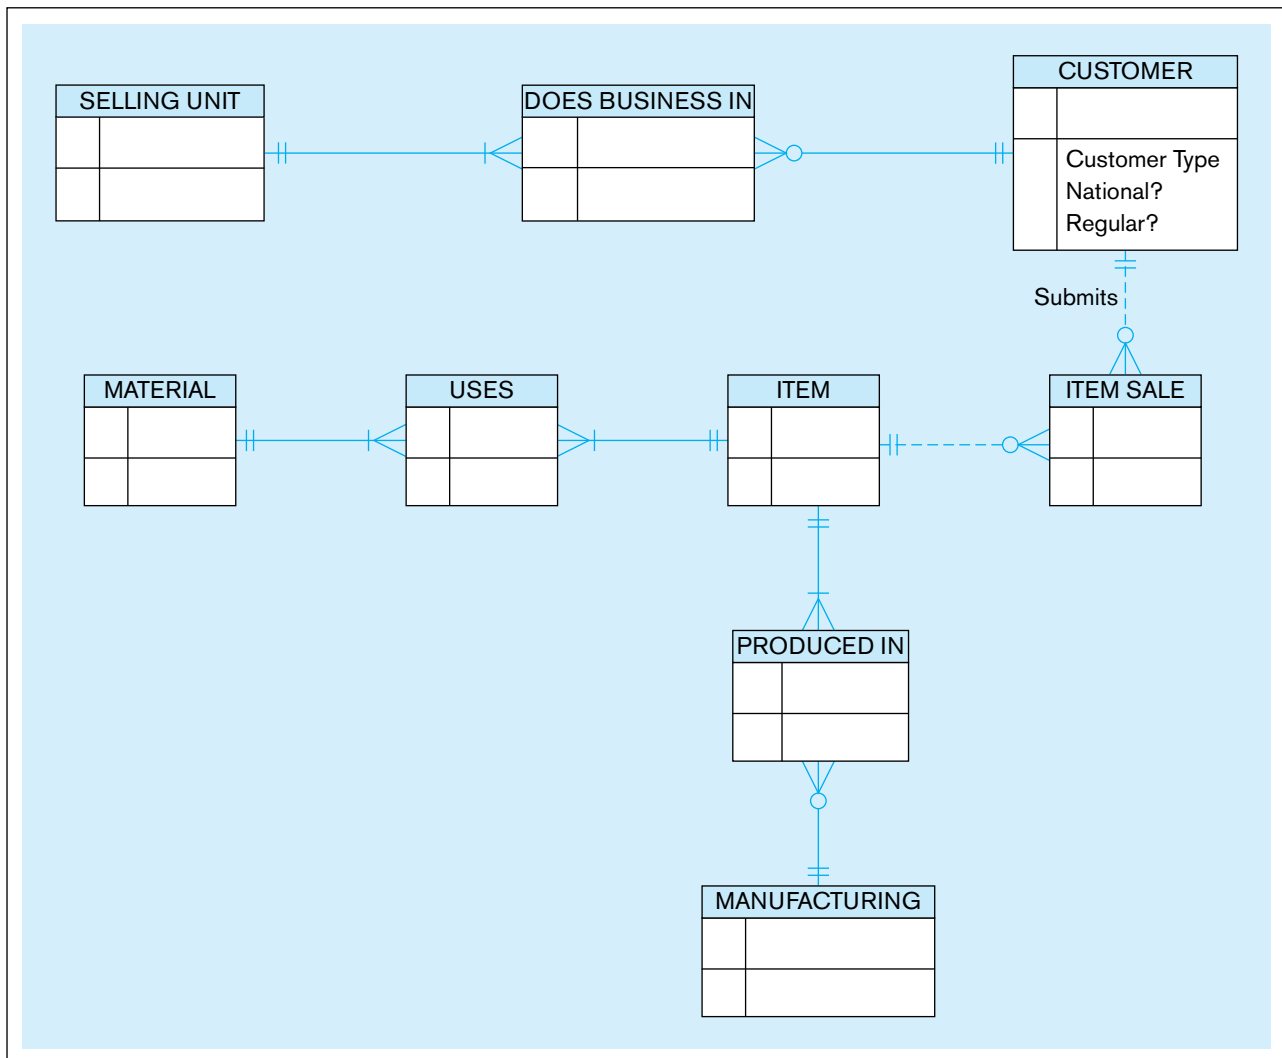 SELLING UNIT
DOES BUSINESS IN
CUSTOMER
Customer Type
National?
Regular?
Submits
MATERIAL
USES
ITEM
ITEM SALE
PRODUCED IN
MANUFACTURING